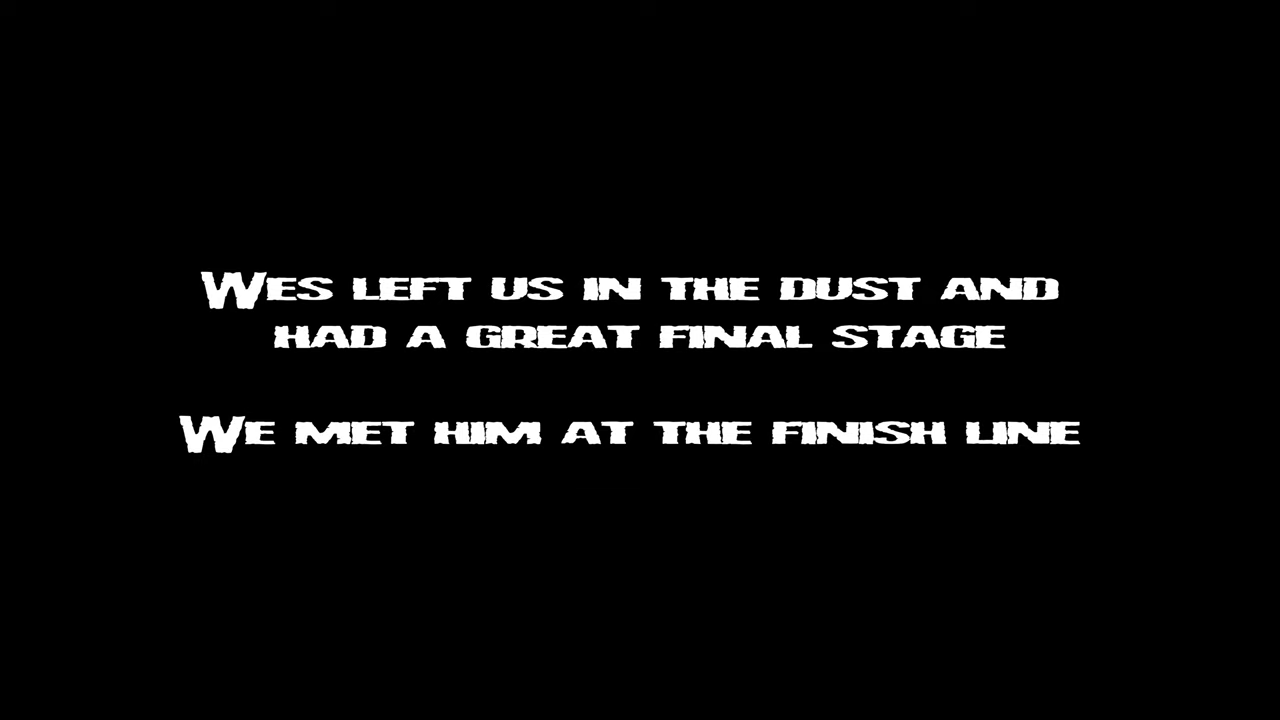 Wes left us in the dust and
had a great final stage
We met him at the finish line